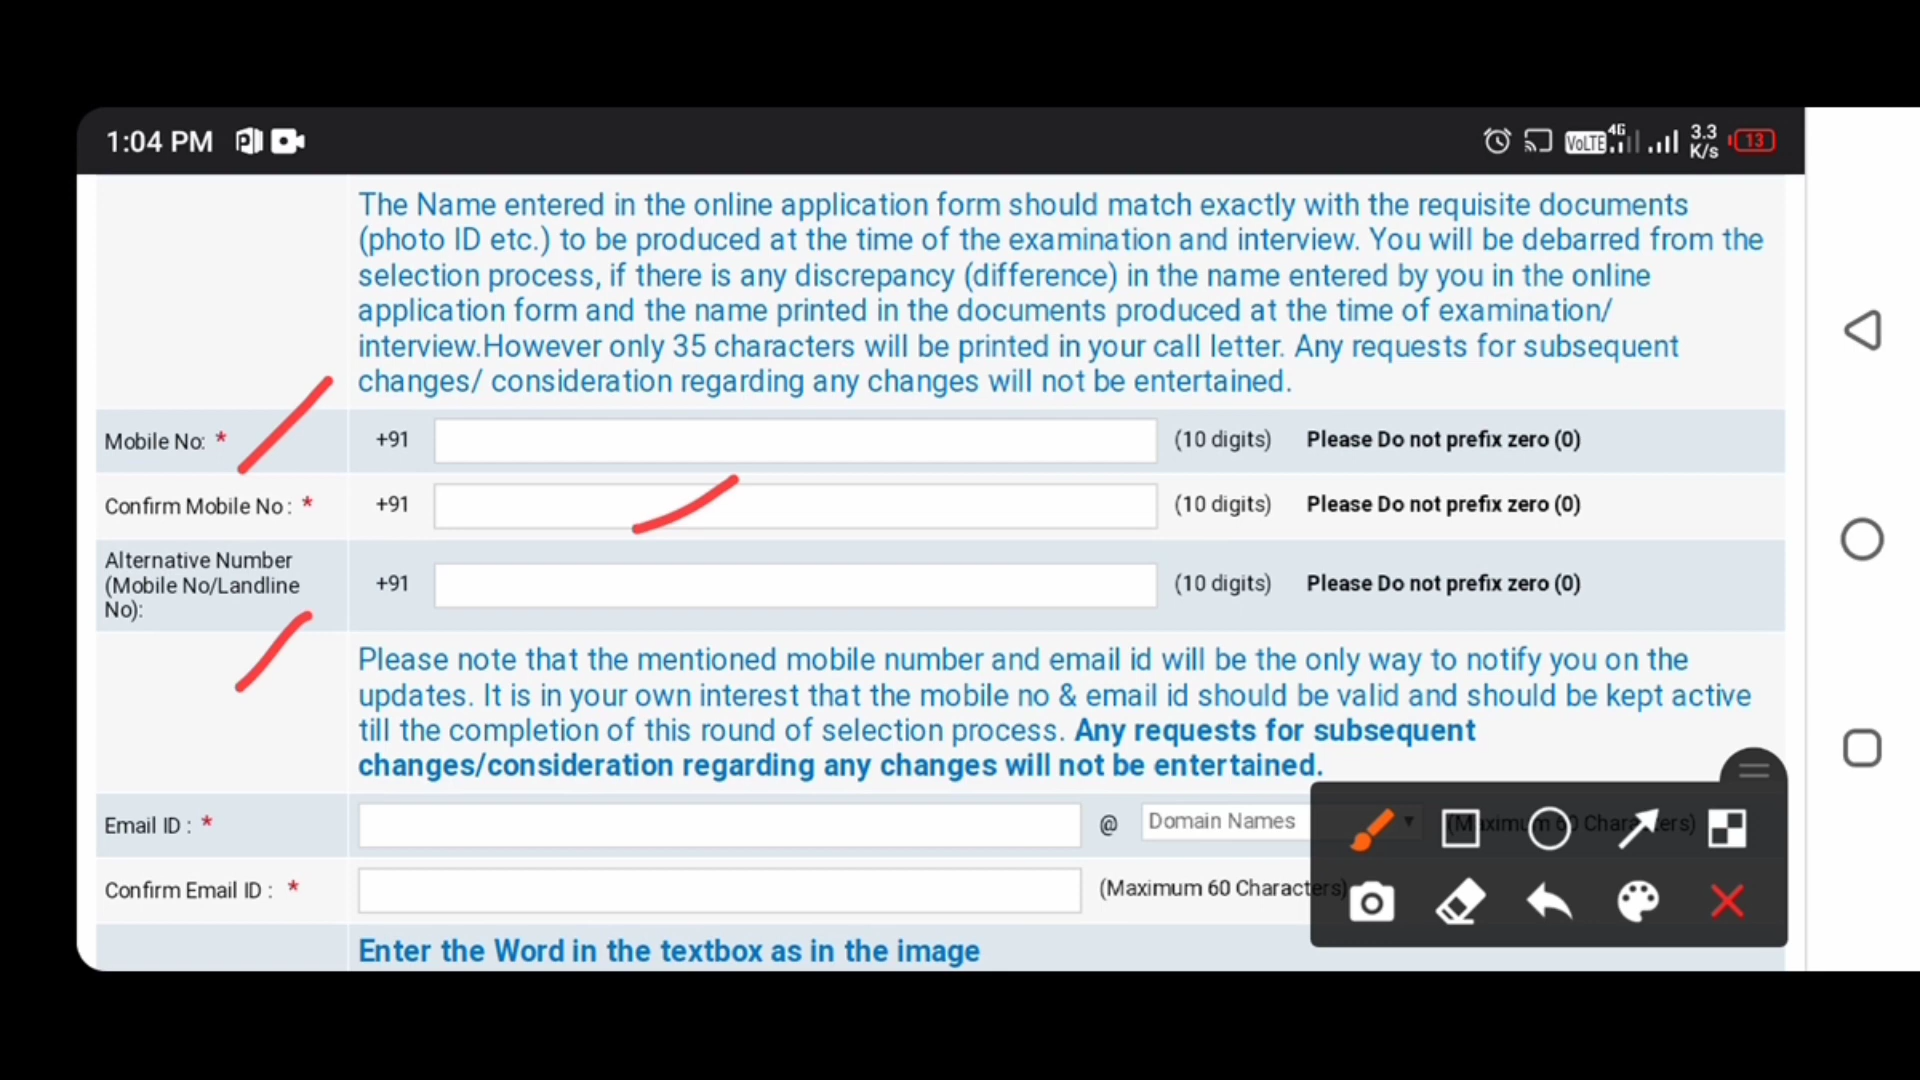 1:04 PM
VoLTE 4G 3.3 K/s 13
The Name entered in the online application form should match exactly with the requisite documents
(photo ID etc.) to be produced at the time of the examination and interview. You will be debarred from the
selection process, if there is any discrepancy (difference) in the name entered by you in the online
application form and the name printed in the documents produced at the time of examination/
interview.However only 35 characters will be printed in your call letter. Any requests for subsequent
changes/ consideration regarding any changes will not be entertained.
Mobile No: * +91 (10 digits) Please Do not prefix zero (0)
Confirm Mobile No : * +91 (10 digits) Please Do not prefix zero (0)
Alternative Number
(Mobile No/Landline
No):
+91 (10 digits) Please Do not prefix zero (0)
Please note that the mentioned mobile number and email id will be the only way to notify you on the
updates. It is in your own interest that the mobile no & email id should be valid and should be kept active
till the completion of this round of selection process. Any requests for subsequent
changes/consideration regarding any changes will not be entertained.
Email ID : * @ Domain Names (Maximum 60 Characters)
Confirm Email ID : * (Maximum 60 Characters)
Enter the Word in the textbox as in the image